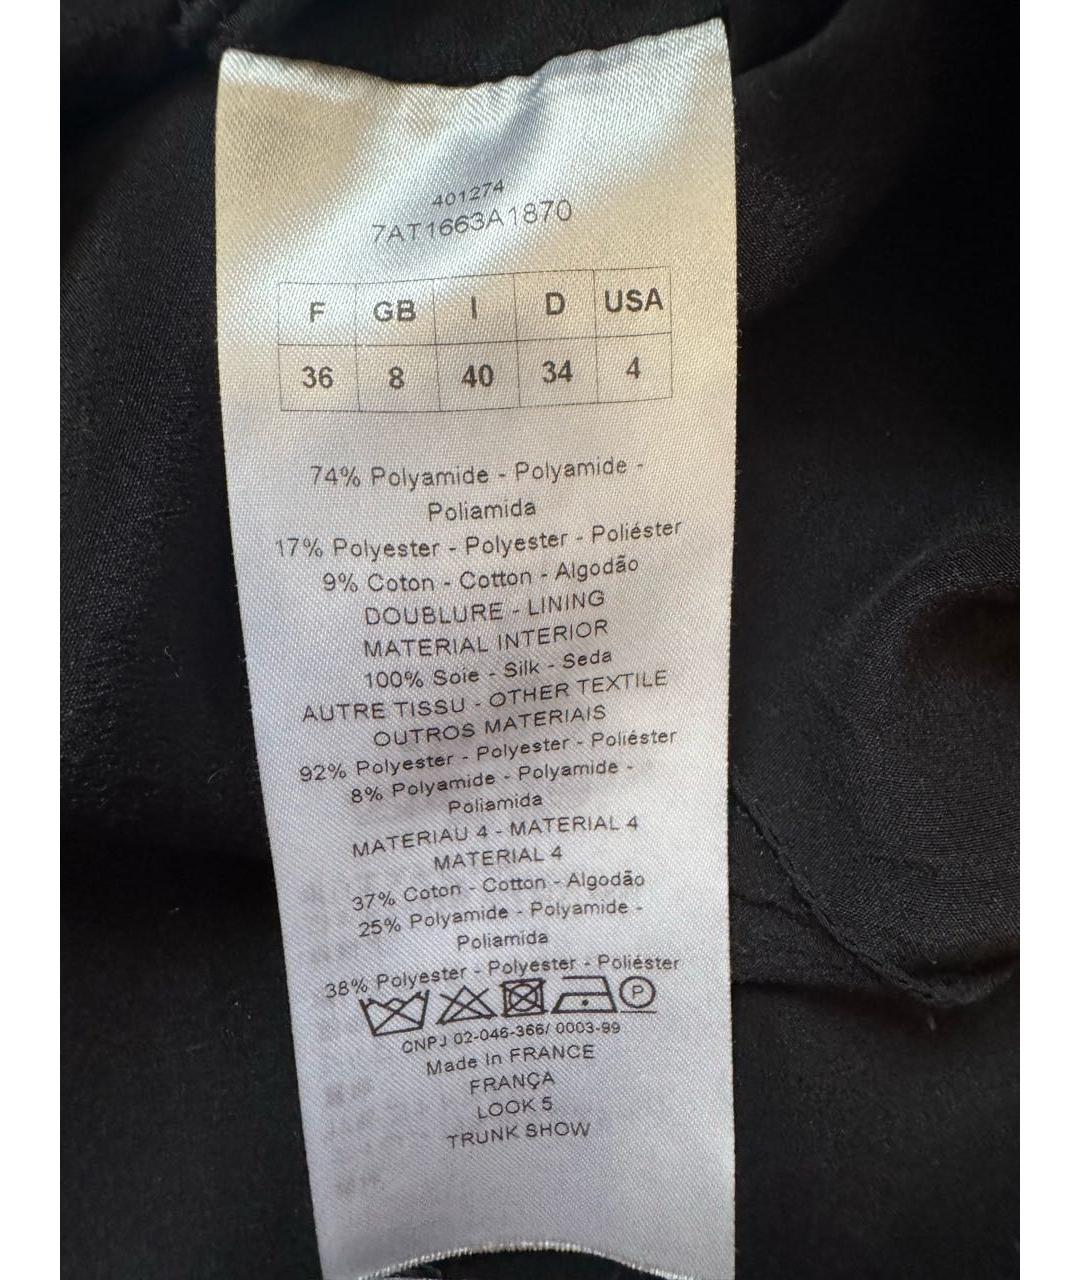 401274
7AT1663A1870
F GB I D USA
36 8 40 34 4
74% Polyamide - Polyamide -
Poliamida
17% Polyester - Polyester - Poliéster
9% Coton - Cotton - Algodão
DOUBLURE - LINING
MATERIAL INTERIOR
100% Soie - Silk - Seda
AUTRE TISSU - OTHER TEXTILE
OUTROS MATERIAIS
92% Polyester - Polyester - Poliéster
8% Polyamide - Polyamide -
Poliamida
MATERIAU 4 - MATERIAL 4
MATERIAL 4
37% Coton - Cotton - Algodão
25% Polyamide - Polyamide -
Poliamida
38% Polyester - Polyester - Poliéster
P
CNPJ 02-046-366/ 0003-99
Made In FRANCE
FRANÇA
LOOK 5
TRUNK SHOW